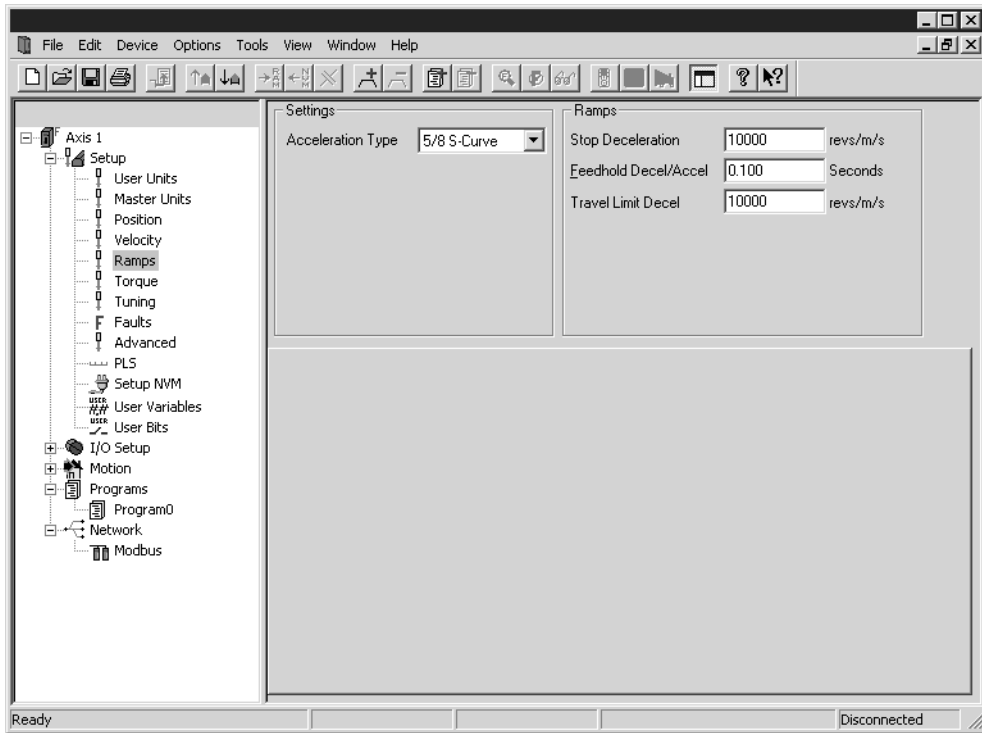 File Edit Device Options Tools View Window Help
Axis 1
Setup
User Units
Master Units
Position
Velocity
Ramps
Torque
Tuning
F Faults
Advanced
PLS
Setup NVM
User Variables
User Bits
I/O Setup
Motion
Programs
Program0
Network
Modbus
Settings
Acceleration Type 5/8 S-Curve
Ramps
Stop Deceleration 10000 revs/m/s
Feedhold Decel/Accel 0.100 Seconds
Travel Limit Decel 10000 revs/m/s
Ready Disconnected